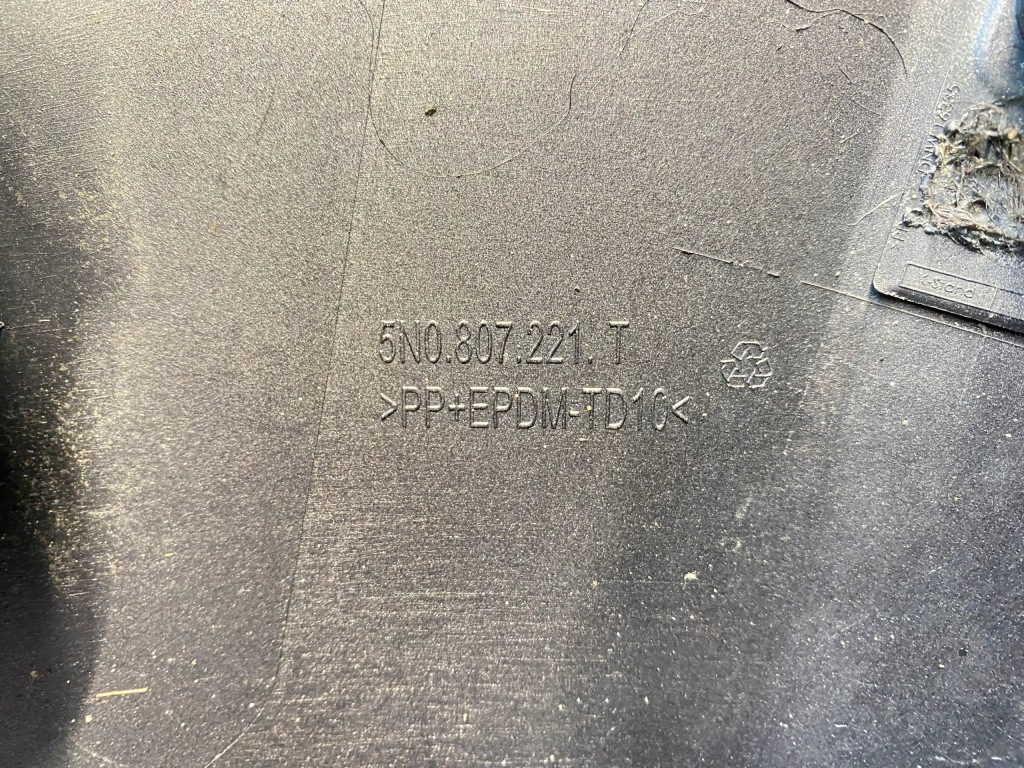 5N0.807.221. T
>PP+EPDM-TD10<